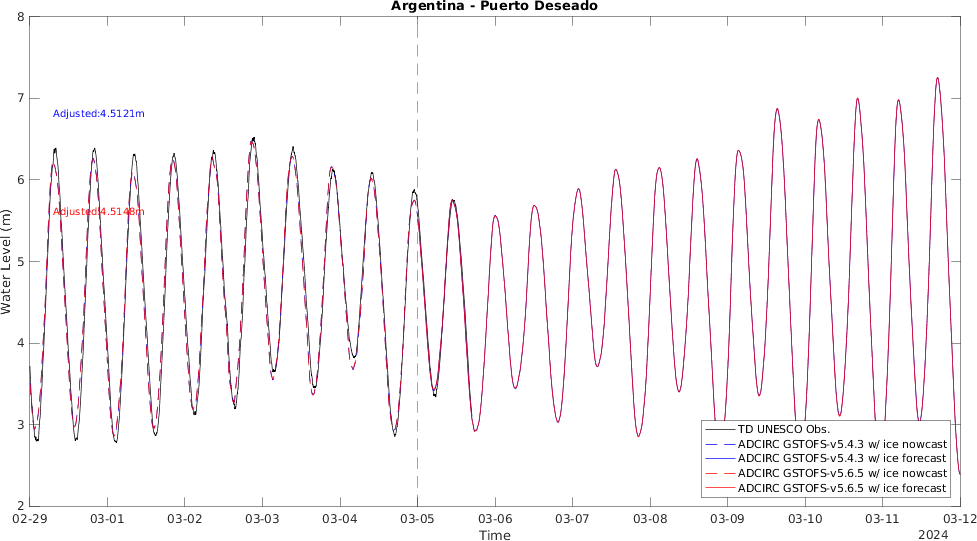 Argentina - Puerto Deseado
8
7
6
5
4
3
2
Water Level (m)
Adjusted:4.5121m
Adjusted:4.5148m
TD UNESCO Obs.
ADCIRC GSTOFS-v5.4.3 w/ ice nowcast
ADCIRC GSTOFS-v5.4.3 w/ ice forecast
ADCIRC GSTOFS-v5.6.5 w/ ice nowcast
ADCIRC GSTOFS-v5.6.5 w/ ice forecast
02-29 03-01 03-02 03-03 03-04 03-05 03-06 03-07 03-08 03-09 03-10 03-11 03-12
Time
2024